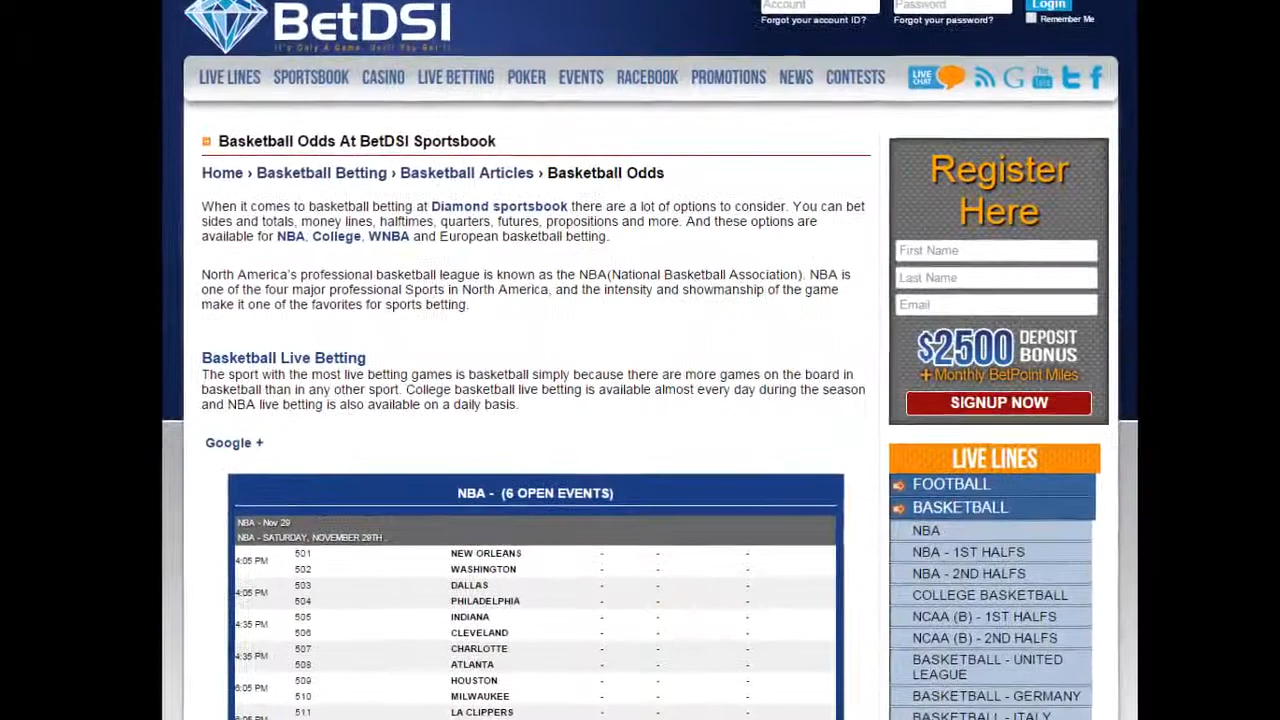 BetDSI
It's Only A Game, Until You Bet It!
Account
Password
Login
Forgot your account ID?
Forgot your password?
Remember Me
LIVE LINES SPORTSBOOK CASINO LIVE BETTING POKER EVENTS RACEBOOK PROMOTIONS NEWS CONTESTS
LIVE CHAT
Basketball Odds At BetDSI Sportsbook
Home › Basketball Betting › Basketball Articles › Basketball Odds
When it comes to basketball betting at Diamond sportsbook there are a lot of options to consider. You can bet
sides and totals, money lines, halftimes, quarters, futures, propositions and more. And these options are
available for NBA, College, WNBA and European basketball betting.
North America's professional basketball league is known as the NBA(National Basketball Association). NBA is
one of the four major professional Sports in North America, and the intensity and showmanship of the game
make it one of the favorites for sports betting.
Basketball Live Betting
The sport with the most live betting games is basketball simply because there are more games on the board in
basketball than in any other sport. College basketball live betting is available almost every day during the season
and NBA live betting is also available on a daily basis.
Google +
NBA - (6 OPEN EVENTS)
NBA - Nov 29
NBA - SATURDAY, NOVEMBER 29TH
4:05 PM
501 NEW ORLEANS - - -
502 WASHINGTON - - -
4:05 PM
503 DALLAS - - -
504 PHILADELPHIA - - -
4:35 PM
505 INDIANA - - -
506 CLEVELAND - - -
4:35 PM
507 CHARLOTTE - - -
508 ATLANTA - - -
6:05 PM
509 HOUSTON - - -
510 MILWAUKEE - - -
511 LA CLIPPERS - - -
Register
Here
First Name
Last Name
Email
$2500 DEPOSIT
BONUS
+Monthly BetPoint Miles
SIGNUP NOW
LIVE LINES
FOOTBALL
BASKETBALL
NBA
NBA - 1ST HALFS
NBA - 2ND HALFS
COLLEGE BASKETBALL
NCAA (B) - 1ST HALFS
NCAA (B) - 2ND HALFS
BASKETBALL - UNITED
LEAGUE
BASKETBALL - GERMANY
BASKETBALL - ITALY